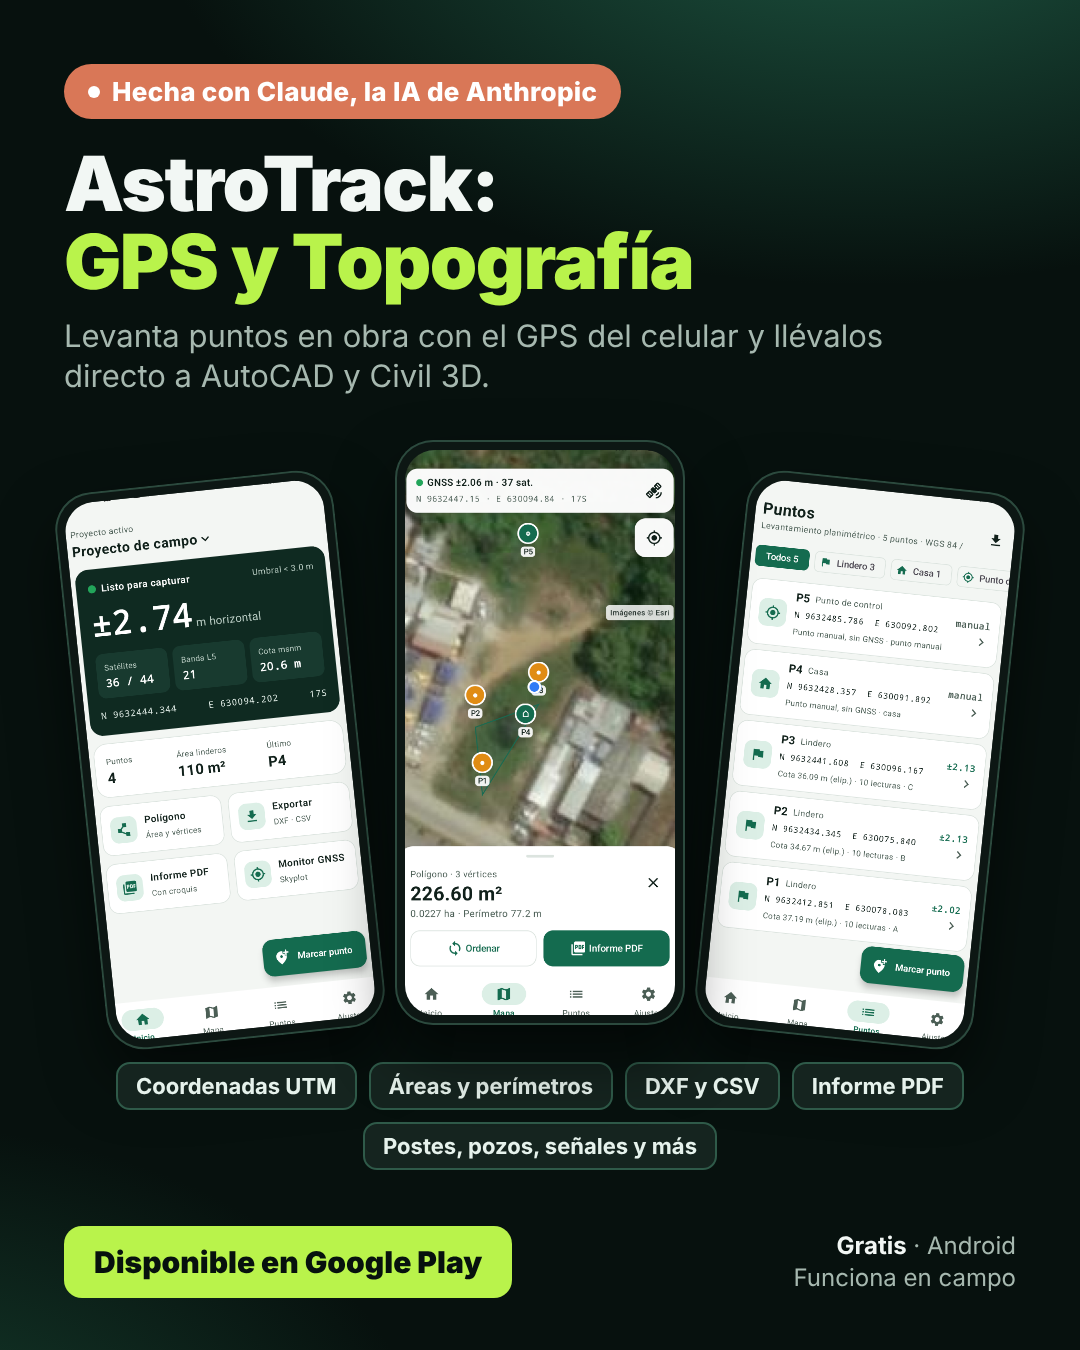 Hecha con Claude, la IA de Anthropic
AstroTrack:
GPS y Topografía
Levanta puntos en obra con el GPS del celular y llévalos
directo a AutoCAD y Civil 3D.
Proyecto activo
Proyecto de campo
Listo para capturar
Umbral < 3.0 m
±2.74 m horizontal
Satélites
36 / 44
Banda L5
21
Cota msnm
20.6 m
N 9632444.344 E 630094.202 17S
Puntos
4
Área linderos
110 m²
Último
P4
Polígono
Área y vértices
Exportar
DXF · CSV
Informe PDF
Con croquis
Monitor GNSS
Skyplot
Marcar punto
Inicio
Mapa
Puntos
Ajustes
GNSS ±2.06 m · 37 sat.
N 9632447.15 · E 630094.84 · 17S
P5
Imágenes © Esri
P2
P4
P1
Polígono · 3 vértices
226.60 m²
0.0227 ha · Perímetro 77.2 m
Ordenar
PDF
Informe PDF
Mapa
Puntos
Puntos
Levantamiento planimétrico · 5 puntos · WGS 84 /
Todos 5
Lindero 3
Casa 1
Punto d
P5 Punto de control
N 9632485.786 E 630092.802
manual
Punto manual, sin GNSS · punto manual
P4 Casa
N 9632428.357 E 630091.892
manual
Punto manual, sin GNSS · casa
P3 Lindero
N 9632441.608 E 630096.167
±2.13
Cota 36.09 m (elip.) · 10 lecturas · C
P2 Lindero
N 9632434.345 E 630075.840
±2.13
Cota 34.67 m (elip.) · 10 lecturas · B
P1 Lindero
N 9632412.851 E 630078.083
±2.02
Cota 37.19 m (elip.) · 10 lecturas · A
Marcar punto
Mapa
Puntos
Coordenadas UTM
Áreas y perímetros
DXF y CSV
Informe PDF
Postes, pozos, señales y más
Disponible en Google Play
Gratis · Android
Funciona en campo